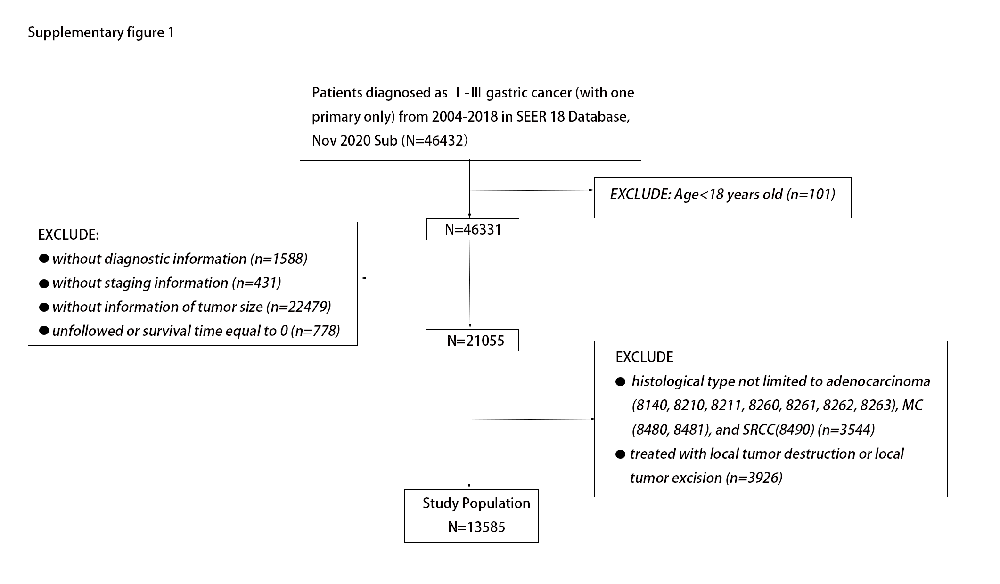 Supplementary figure 1
Patients diagnosed as Ⅰ-III gastric cancer (with one
primary only) from 2004-2018 in SEER 18 Database,
Nov 2020 Sub (N=46432）
EXCLUDE: Age<18 years old (n=101)
N=46331
EXCLUDE:
● without diagnostic information (n=1588)
● without staging information (n=431)
● without information of tumor size (n=22479)
● unfollowed or survival time equal to 0 (n=778)
N=21055
EXCLUDE
● histological type not limited to adenocarcinoma
(8140, 8210, 8211, 8260, 8261, 8262, 8263), MC
(8480, 8481), and SRCC(8490) (n=3544)
● treated with local tumor destruction or local
tumor excision (n=3926)
Study Population
N=13585